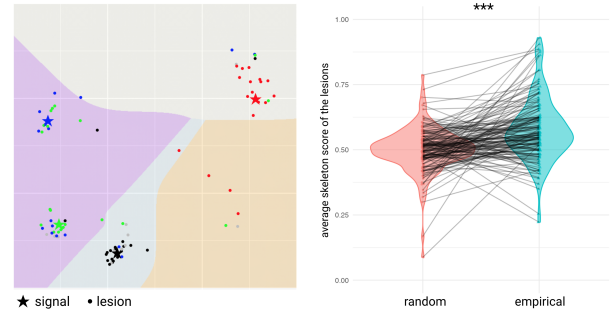 ★ signal • lesion
***
average skeleton score of the lesions
1.00
0.75
0.50
0.25
0.00
random empirical